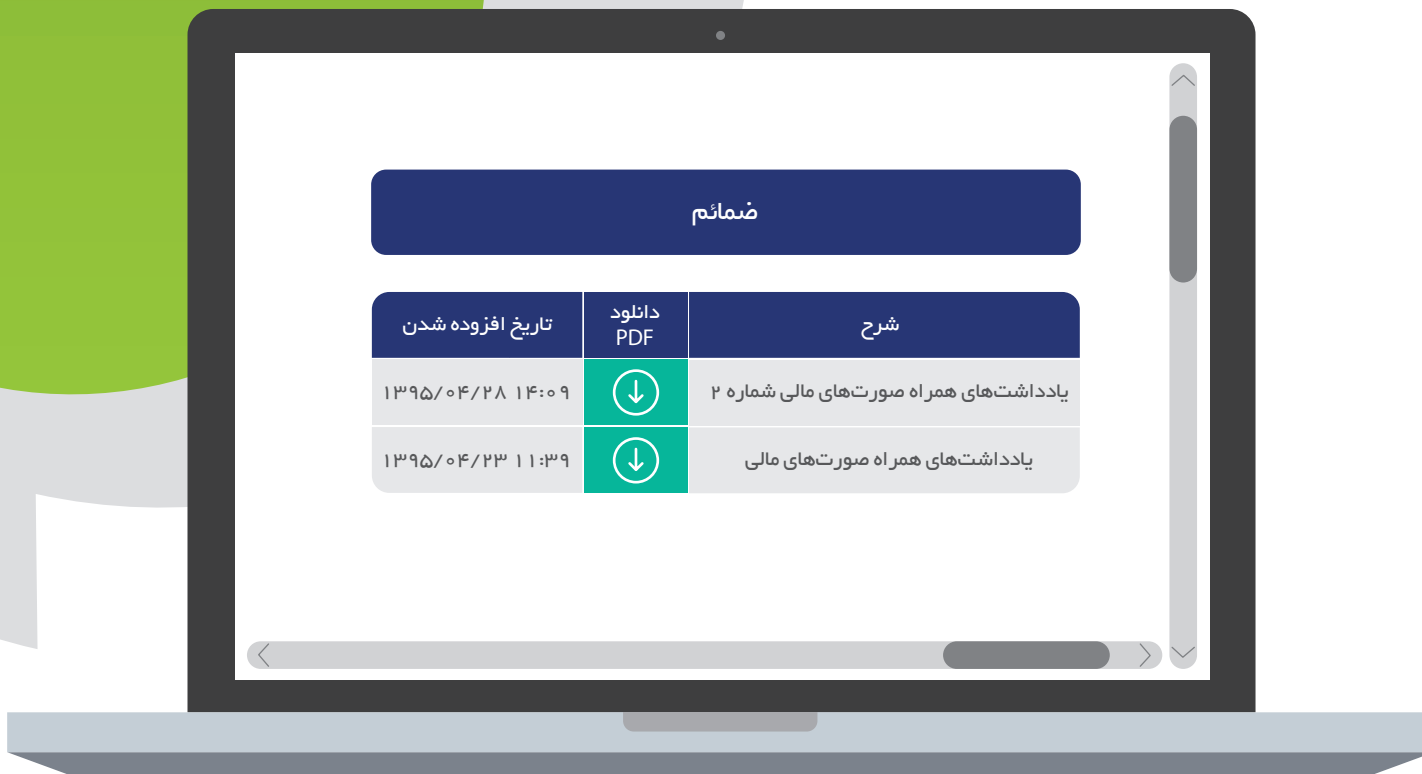 ضمائم
شرح
دانلود
PDF
تاریخ افزوده شدن
یادداشت‌های همراه صورت‌های مالی شماره ۲
۱۳۹۵/۰۴/۲۸ ۱۴:۰۹
یادداشت‌های همراه صورت‌های مالی
۱۳۹۵/۰۴/۲۳ ۱۱:۳۹